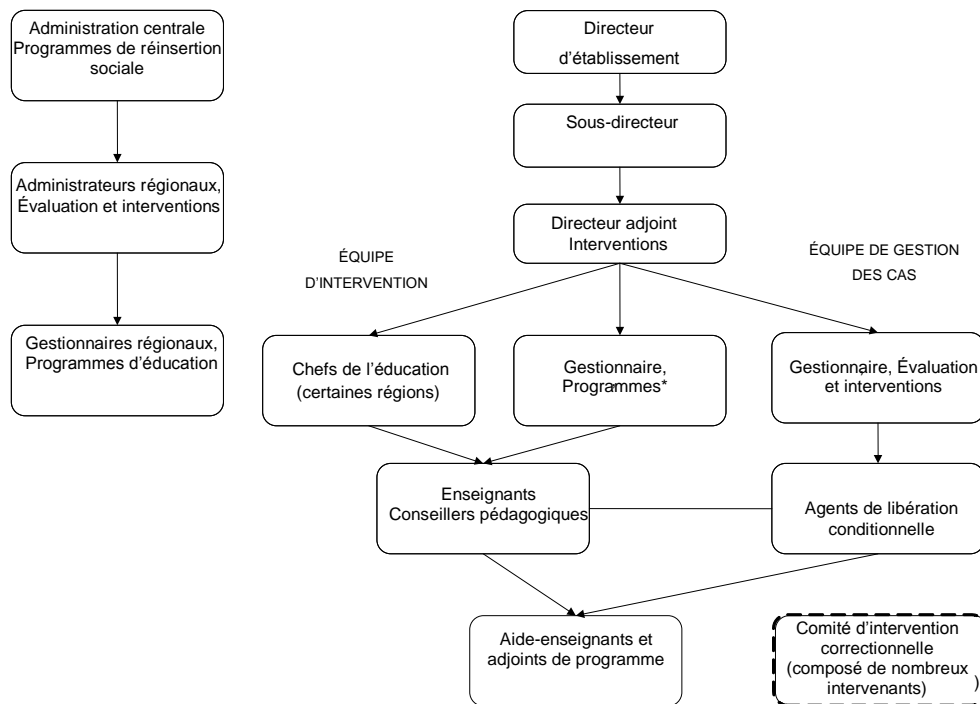 Administration centrale
Programmes de réinsertion
sociale
Administrateurs régionaux,
Évaluation et interventions
Gestionnaires régionaux,
Programmes d'éducation
Directeur
d'établissement
Sous-directeur
Directeur adjoint
Interventions
ÉQUIPE
D'INTERVENTION
ÉQUIPE DE GESTION
DES CAS
Chefs de l'éducation
(certaines régions)
Gestionnaire,
Programmes*
Gestionnaire, Évaluation
et interventions
Enseignants
Conseillers pédagogiques
Agents de libération
conditionnelle
Aide-enseignants et
adjoints de programme
Comité d'intervention
correctionnelle
(composé de nombreux
intervenants)
)